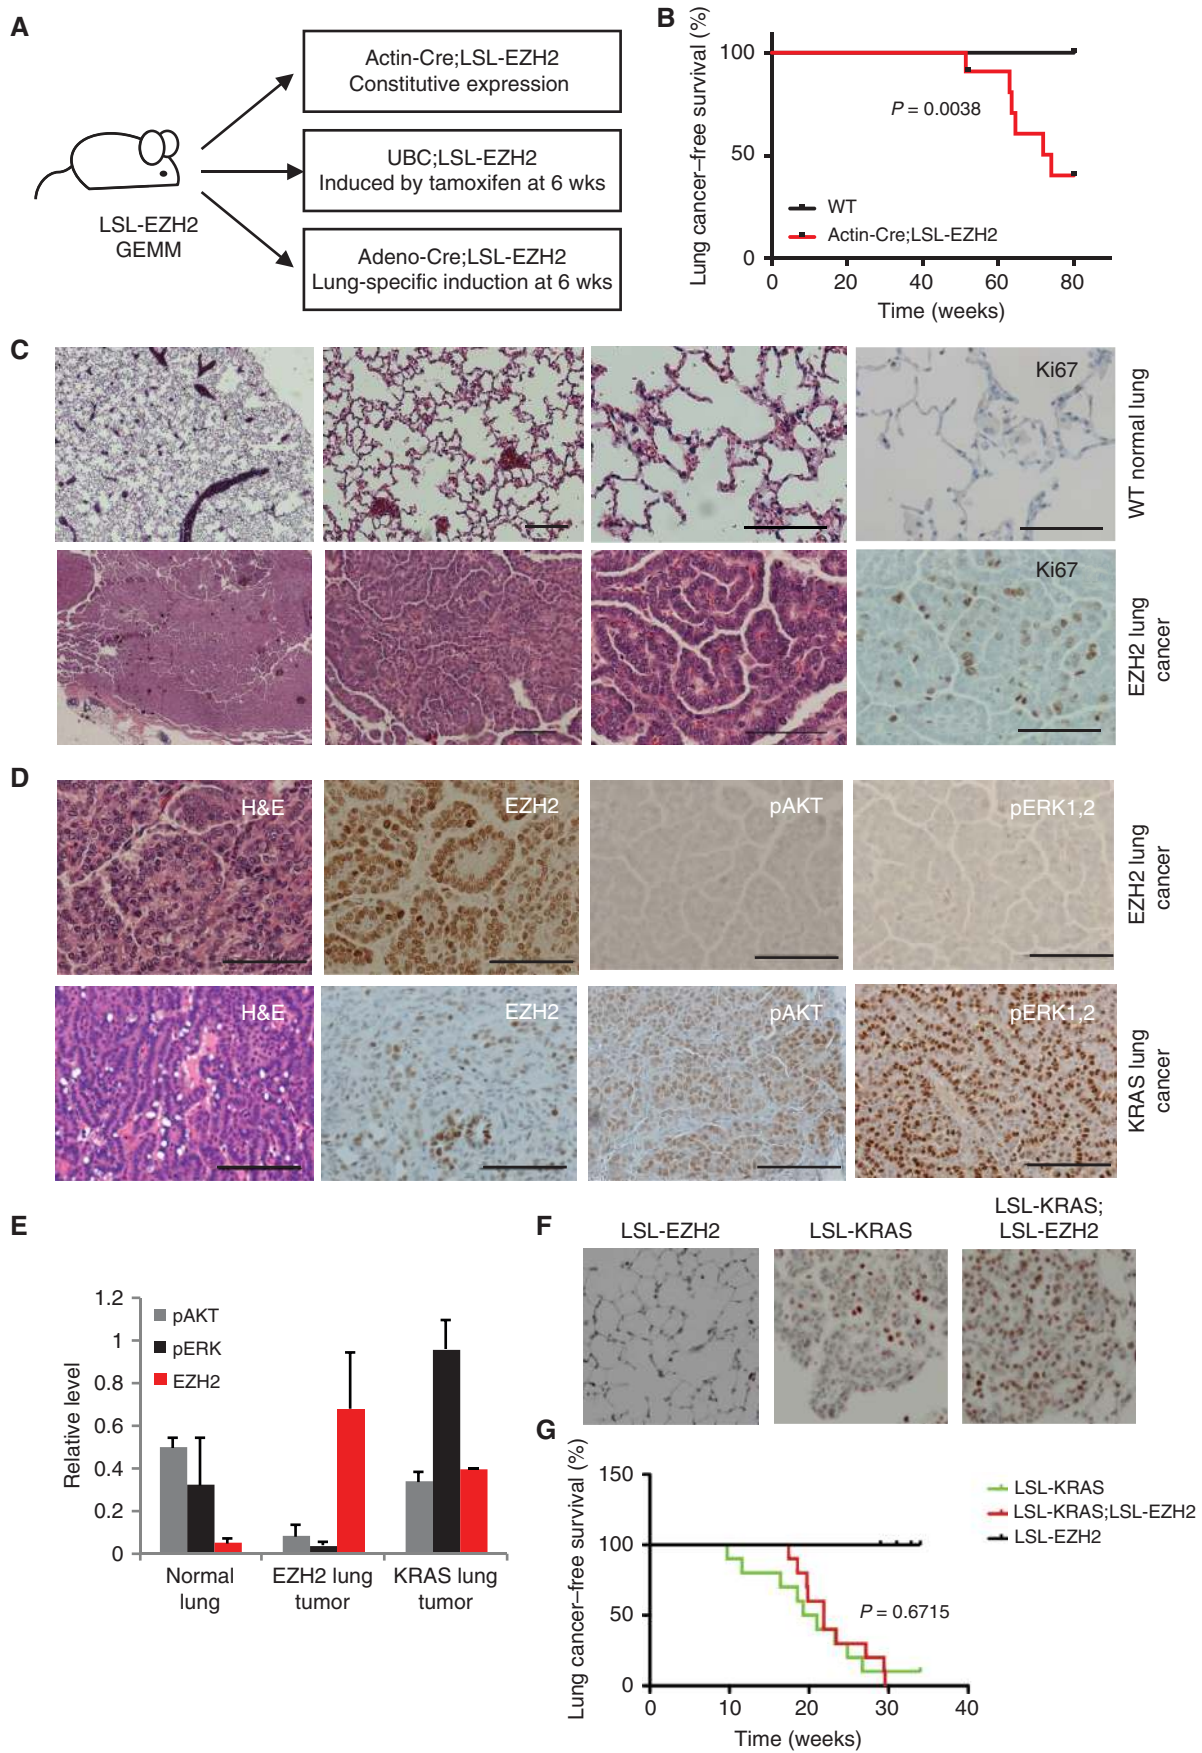 A
LSL-EZH2
GEMM
Actin-Cre;LSL-EZH2
Constitutive expression
UBC;LSL-EZH2
Induced by tamoxifen at 6 wks
Adeno-Cre;LSL-EZH2
Lung-specific induction at 6 wks
B
Lung cancer–free survival (%)
100
50
0
P = 0.0038
WT
Actin-Cre;LSL-EZH2
0 20 40 60 80
Time (weeks)
C
Ki67
WT normal lung
Ki67
EZH2 lung
cancer
D
H&E
EZH2
pAKT
pERK1,2
EZH2 lung
cancer
H&E
EZH2
pAKT
pERK1,2
KRAS lung
cancer
E
Relative level
1.2
1
0.8
0.6
0.4
0.2
0
pAKT
pERK
EZH2
Normal
lung
EZH2 lung
tumor
KRAS lung
tumor
F
LSL-EZH2
LSL-KRAS
LSL-KRAS;
LSL-EZH2
G
Lung cancer–free survival (%)
150
100
50
0
P = 0.6715
LSL-KRAS
LSL-KRAS;LSL-EZH2
LSL-EZH2
0 10 20 30 40
Time (weeks)